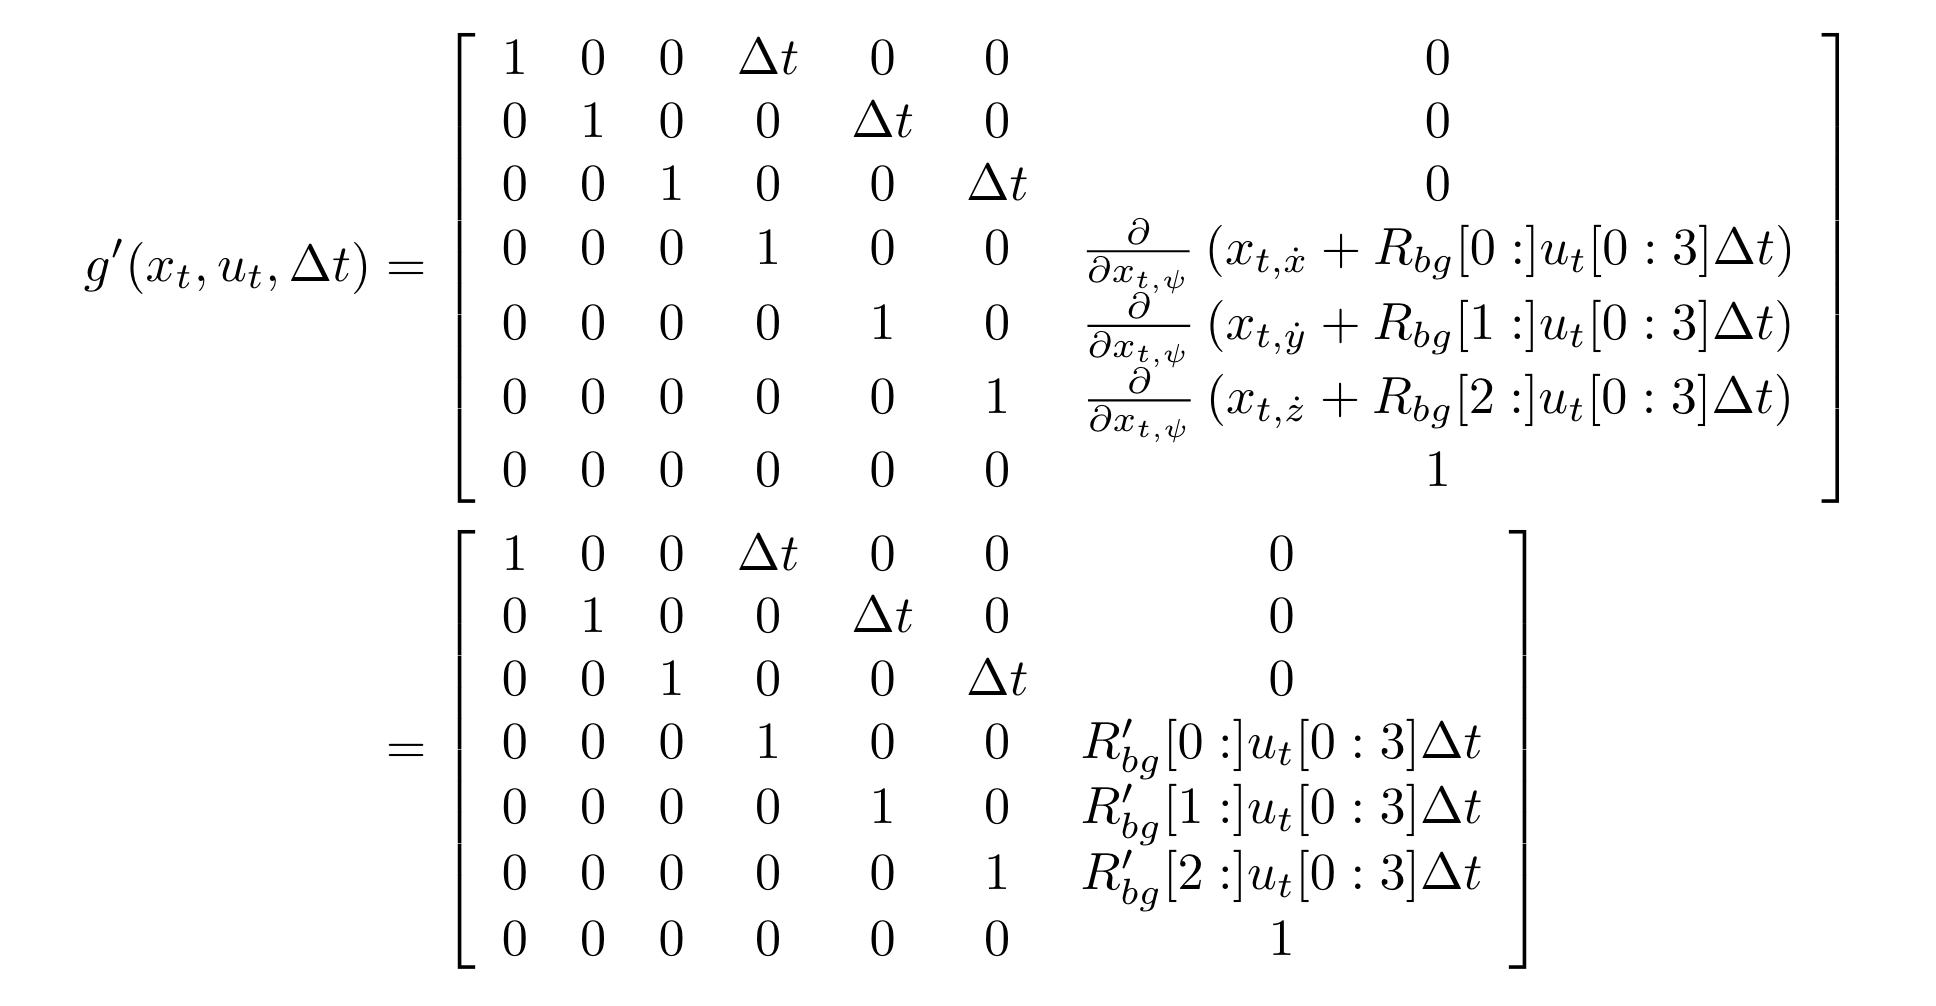 1 0 0 Δt 0 0 0
0 1 0 0 Δt 0 0
0 0 1 0 0 Δt 0
g′(x_t, u_t, Δt) = 0 0 0 1 0 0 ∂/∂x_{t,ψ} (x_{t,ẋ} + R_{bg}[0 :]u_t[0 : 3]Δt)
0 0 0 0 1 0 ∂/∂x_{t,ψ} (x_{t,ẏ} + R_{bg}[1 :]u_t[0 : 3]Δt)
0 0 0 0 0 1 ∂/∂x_{t,ψ} (x_{t,ż} + R_{bg}[2 :]u_t[0 : 3]Δt)
0 0 0 0 0 0 1
1 0 0 Δt 0 0 0
0 1 0 0 Δt 0 0
0 0 1 0 0 Δt 0
= 0 0 0 1 0 0 R′_{bg}[0 :]u_t[0 : 3]Δt
0 0 0 0 1 0 R′_{bg}[1 :]u_t[0 : 3]Δt
0 0 0 0 0 1 R′_{bg}[2 :]u_t[0 : 3]Δt
0 0 0 0 0 0 1